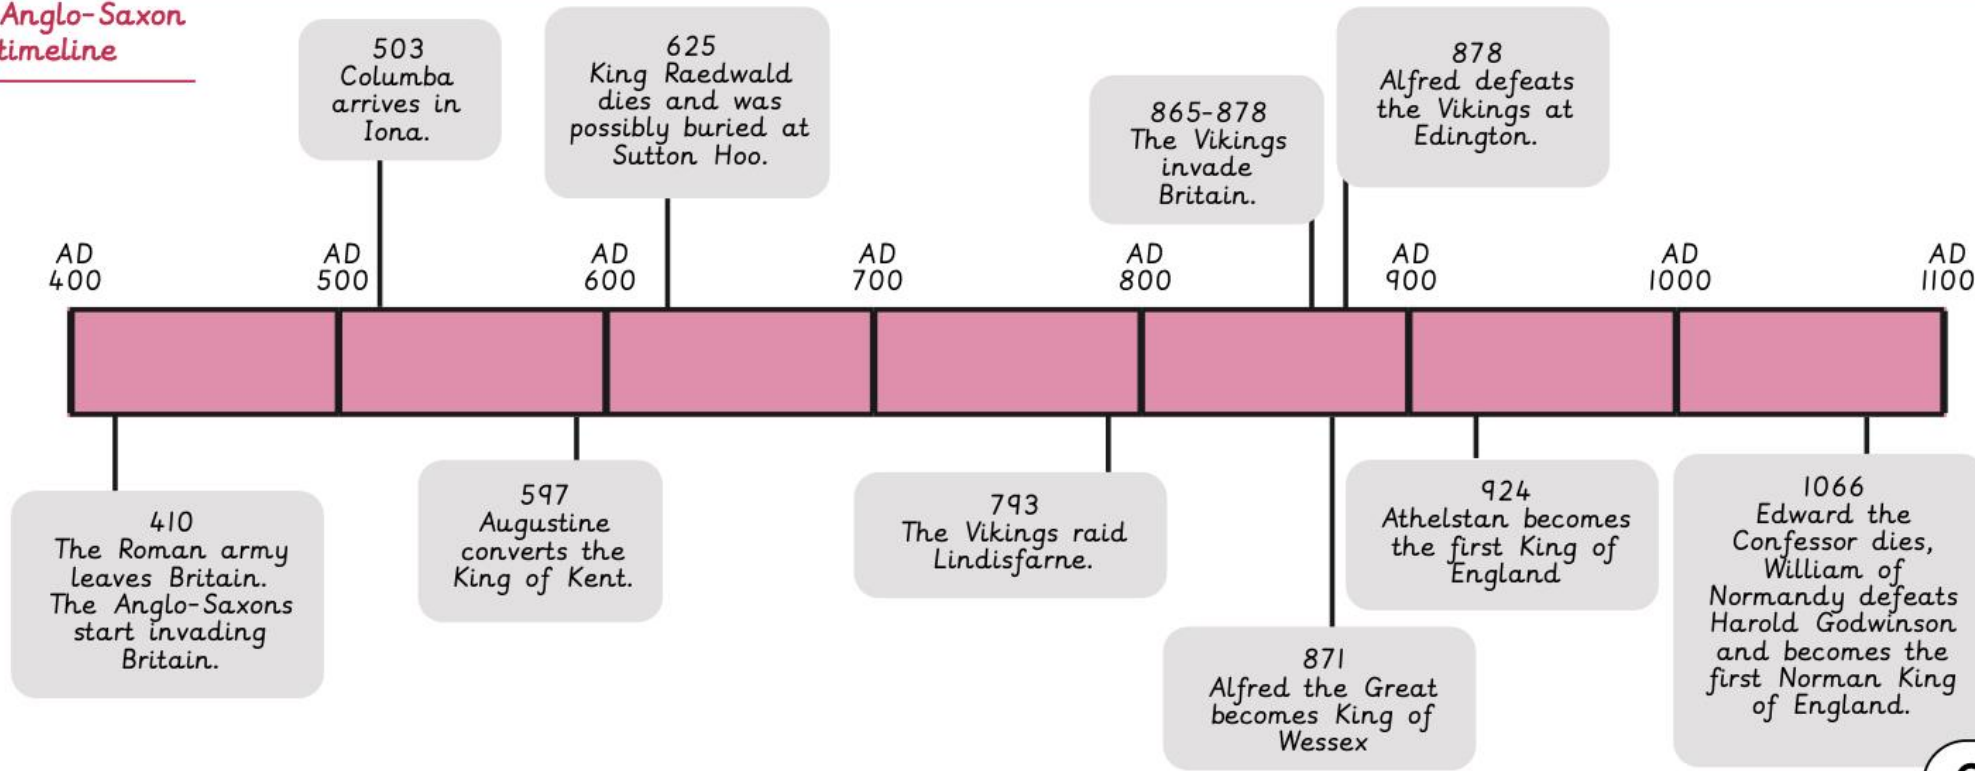 Anglo-Saxon
timeline
503
Columba
arrives in
Iona.
625
King Raedwald
dies and was
possibly buried at
Sutton Hoo.
865-878
The Vikings
invade
Britain.
878
Alfred defeats
the Vikings at
Edington.
AD
400
AD
500
AD
600
AD
700
AD
800
AD
900
AD
1000
AD
1100
410
The Roman army
leaves Britain.
The Anglo-Saxons
start invading
Britain.
597
Augustine
converts the
King of Kent.
793
The Vikings raid
Lindisfarne.
871
Alfred the Great
becomes King of
Wessex
924
Athelstan becomes
the first King of
England
1066
Edward the
Confessor dies,
William of
Normandy defeats
Harold Godwinson
and becomes the
first Norman King
of England.